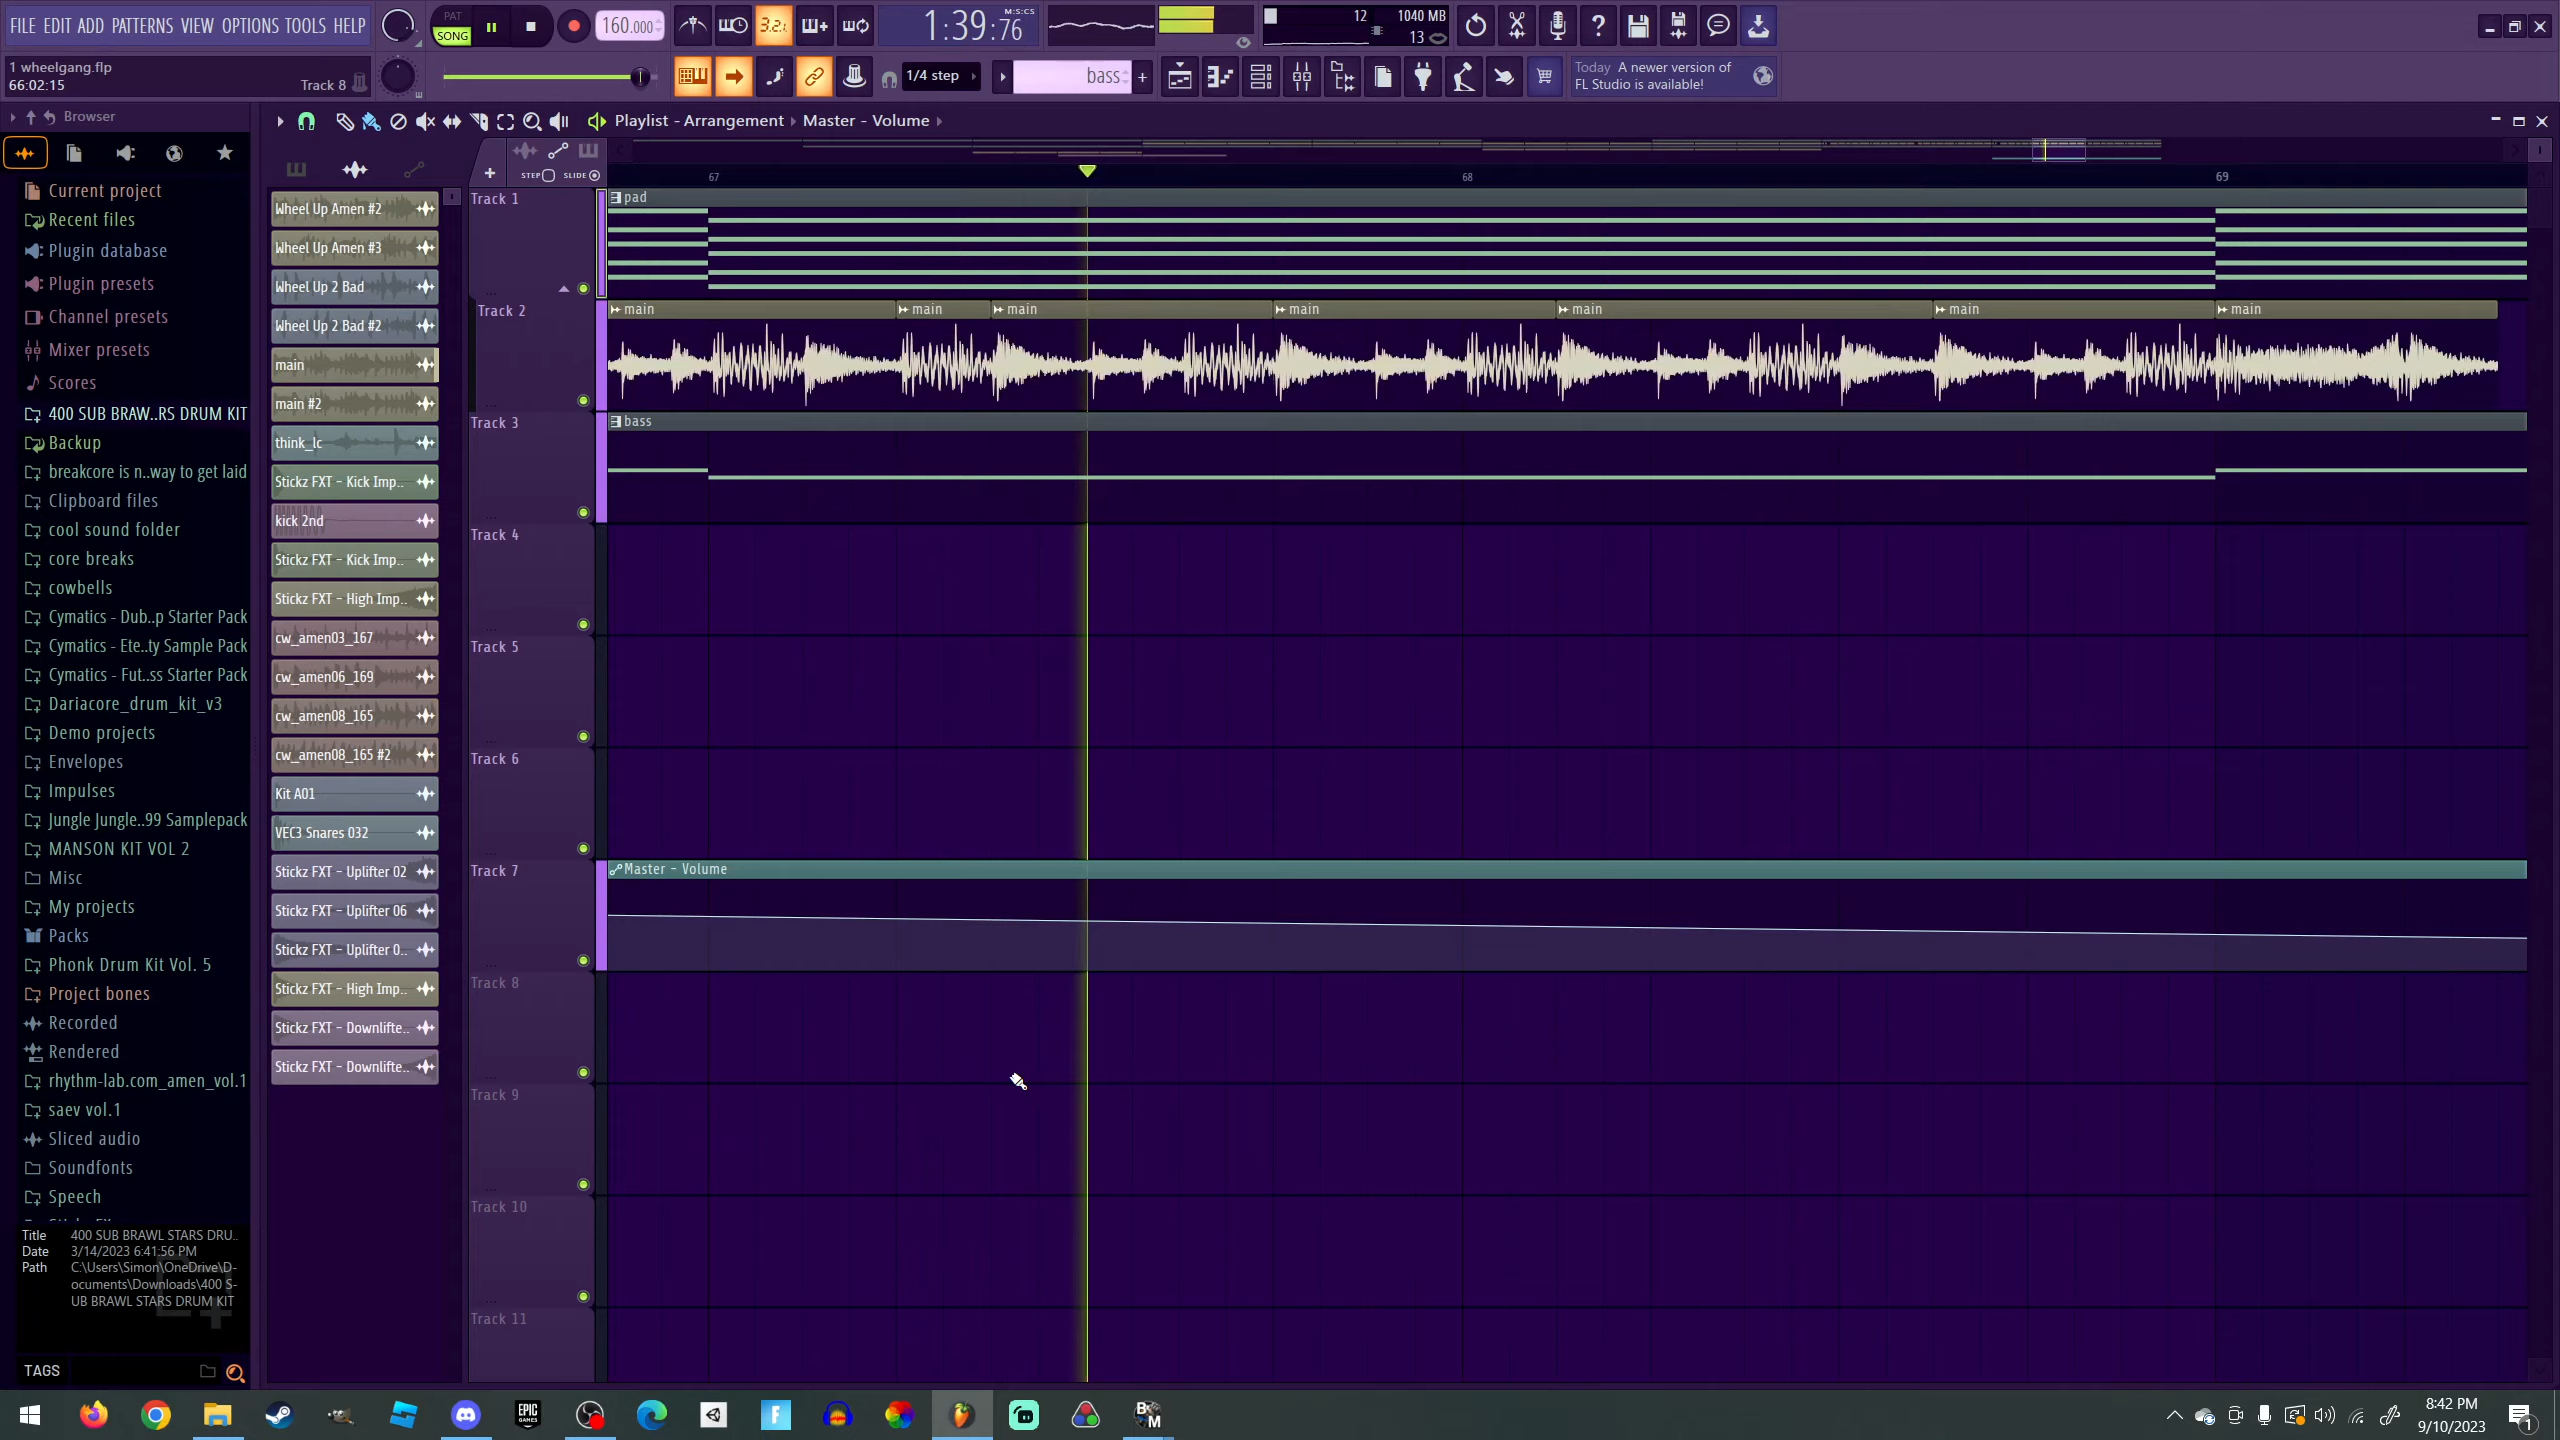 FILE EDIT ADD PATTERNS VIEW OPTIONS TOOLS HELP
PAT
SONG
160.000
3.2.1
1:39:76
M:S:CS
12
1040 MB
13
1 wheelgang.flp
66:02:15
Track 8
1/4 step
bass
Today A newer version of
FL Studio is available!
Browser
Playlist - Arrangement
Master - Volume
Current project
Recent files
Plugin database
Plugin presets
Channel presets
Mixer presets
Scores
400 SUB BRAW..RS DRUM KIT
Backup
breakcore is n..way to get laid
Clipboard files
cool sound folder
core breaks
cowbells
Cymatics - Dub..p Starter Pack
Cymatics - Ete..ty Sample Pack
Cymatics - Fut..ss Starter Pack
Dariacore_drum_kit_v3
Demo projects
Envelopes
Impulses
Jungle Jungle..99 Samplepack
MANSON KIT VOL 2
Misc
My projects
Packs
Phonk Drum Kit Vol. 5
Project bones
Recorded
Rendered
rhythm-lab.com_amen_vol.1
saev vol.1
Sliced audio
Soundfonts
Speech
Title 400 SUB BRAWL STARS DRU..
Date 3/14/2023 6:41:56 PM
Path C:\Users\Simon\OneDrive\D-
ocuments\Downloads\400 S-
UB BRAWL STARS DRUM KIT
TAGS
Wheel Up Amen #2
Wheel Up Amen #3
Wheel Up 2 Bad
Wheel Up 2 Bad #2
main
main #2
think_lc
Stickz FXT - Kick Imp..
kick 2nd
Stickz FXT - Kick Imp..
Stickz FXT - High Imp..
cw_amen03_167
cw_amen06_169
cw_amen08_165
cw_amen08_165 #2
Kit A01
VEC3 Snares 032
Stickz FXT - Uplifter 02
Stickz FXT - Uplifter 06
Stickz FXT - Uplifter 0..
Stickz FXT - High Imp..
Stickz FXT - Downlifte..
Stickz FXT - Downlifte..
STEP
SLIDE
67
68
69
Track 1
pad
Track 2
main
main
main
main
main
main
main
Track 3
bass
Track 4
Track 5
Track 6
Track 7
Master - Volume
Track 8
Track 9
Track 10
Track 11
EPIC
GAMES
8:42 PM
9/10/2023
1